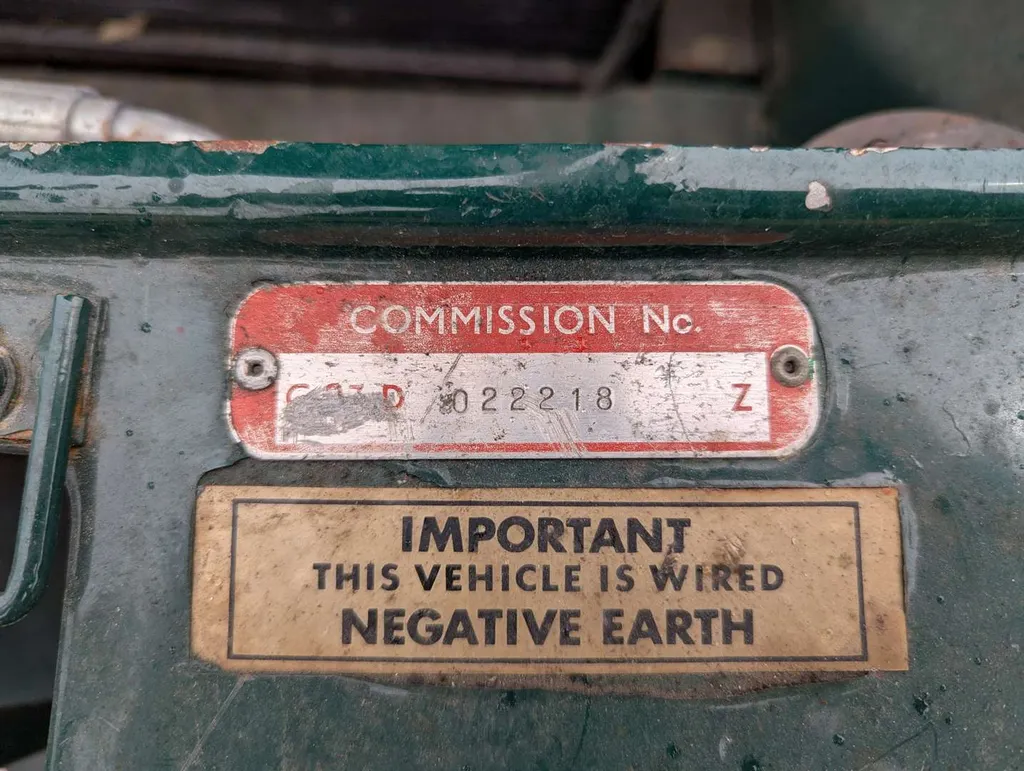 COMMISSION No.
D 022218 Z
IMPORTANT
THIS VEHICLE IS WIRED
NEGATIVE EARTH